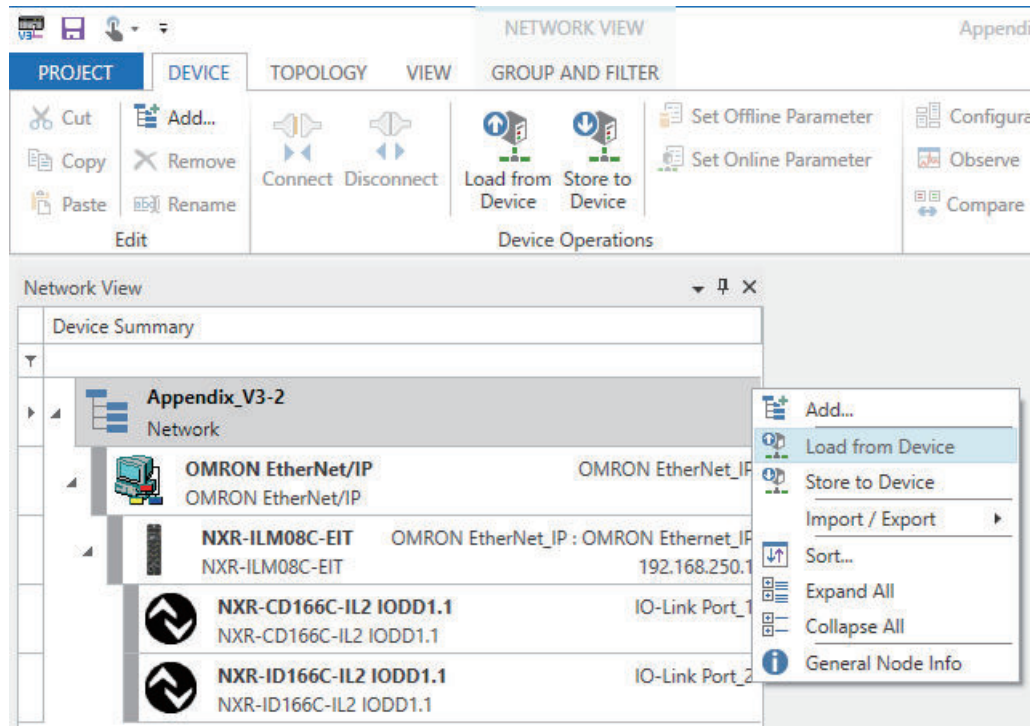 NETWORK VIEW
Appendi
PROJECT DEVICE TOPOLOGY VIEW GROUP AND FILTER
Cut
Copy
Paste
Add...
Remove
Rename
Edit
Connect Disconnect
Load from
Device
Store to
Device
Set Offline Parameter
Set Online Parameter
Device Operations
Configura
Observe
Compare
Network View
Device Summary
Appendix_V3-2
Network
OMRON EtherNet/IP OMRON EtherNet_IP
OMRON EtherNet/IP
NXR-ILM08C-EIT OMRON EtherNet_IP : OMRON Ethernet_IP
NXR-ILM08C-EIT 192.168.250.1
NXR-CD166C-IL2 IODD1.1 IO-Link Port_1
NXR-CD166C-IL2 IODD1.1
NXR-ID166C-IL2 IODD1.1 IO-Link Port_2
NXR-ID166C-IL2 IODD1.1
Add...
Load from Device
Store to Device
Import / Export
Sort...
Expand All
Collapse All
General Node Info